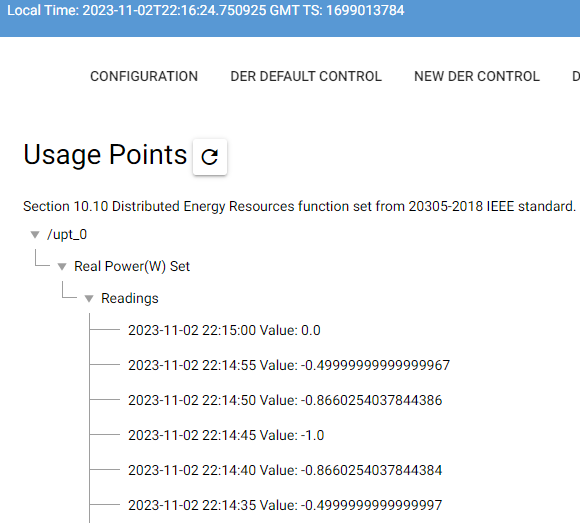 Local Time: 2023-11-02T22:16:24.750925 GMT TS: 1699013784
CONFIGURATION DER DEFAULT CONTROL NEW DER CONTROL D
Usage Points
Section 10.10 Distributed Energy Resources function set from 20305-2018 IEEE standard.
/upt_0
Real Power(W) Set
Readings
2023-11-02 22:15:00 Value: 0.0
2023-11-02 22:14:55 Value: -0.49999999999999967
2023-11-02 22:14:50 Value: -0.8660254037844386
2023-11-02 22:14:45 Value: -1.0
2023-11-02 22:14:40 Value: -0.8660254037844384
2023-11-02 22:14:35 Value: -0.4999999999999997